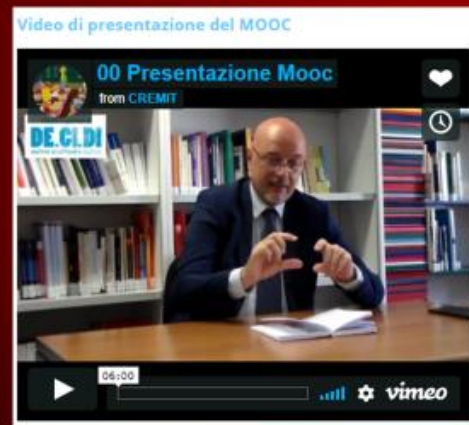 Video di presentazione del MOOC
00 Presentazione Mooc
from CREMIT
DE.CI.DI
06:00
vimeo